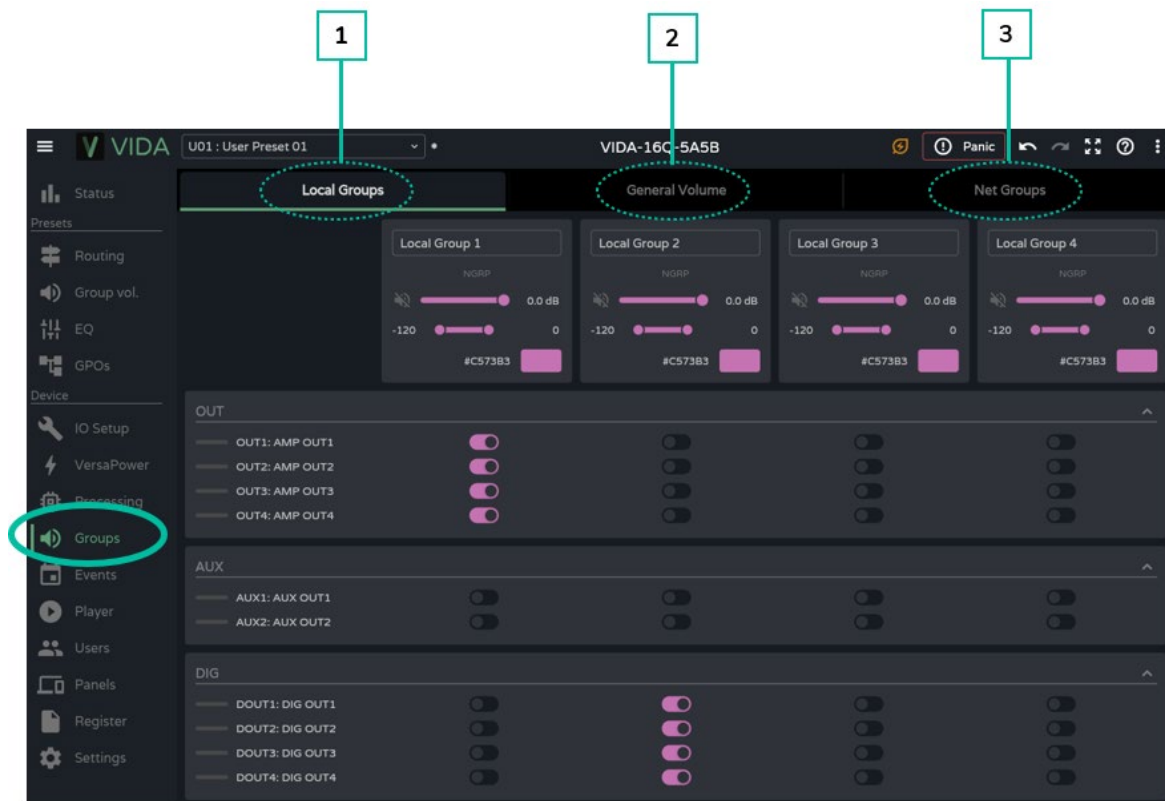 1 2 3
VIDA U01 : User Preset 01 VIDA-16Q-5A5B Panic
Status Local Groups General Volume Net Groups
Presets
Routing
Group vol.
EQ
GPOs
Device
IO Setup
VersaPower
Processing
Groups
Events
Player
Users
Panels
Register
Settings
Local Group 1 Local Group 2 Local Group 3 Local Group 4
NGRP NGRP NGRP NGRP
0.0 dB 0.0 dB 0.0 dB 0.0 dB
-120 0 -120 0 -120 0 -120 0
#C573B3 #C573B3 #C573B3 #C573B3
OUT
OUT1: AMP OUT1
OUT2: AMP OUT2
OUT3: AMP OUT3
OUT4: AMP OUT4
AUX
AUX1: AUX OUT1
AUX2: AUX OUT2
DIG
DOUT1: DIG OUT1
DOUT2: DIG OUT2
DOUT3: DIG OUT3
DOUT4: DIG OUT4